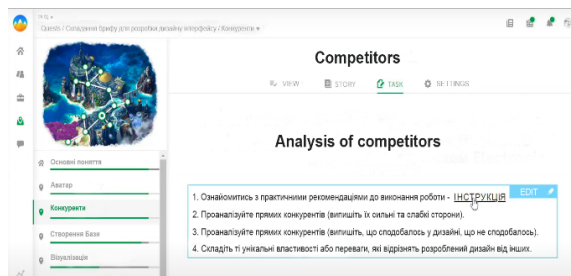 Quests / Складання брифу для розробки дизайну інтерфейсу / Конкуренти
Competitors
VIEW
STORY
TASK
SETTINGS
Analysis of competitors
EDIT
Основні поняття
Аватар
Конкуренти
Створення Бази
Візуалізація
1. Ознайомитись з практичними рекомендаціями до виконання роботи - ІНСТРУКЦІЯ
2. Проаналізуйте прямих конкурентів (випишіть їх сильні та слабкі сторони).
3. Проаналізуйте прямих конкурентів (випишіть, що сподобалось у дизайні, що не сподобалось).
4. Складіть ті унікальні властивості або переваги, які відрізнять розроблений дизайн від інших.